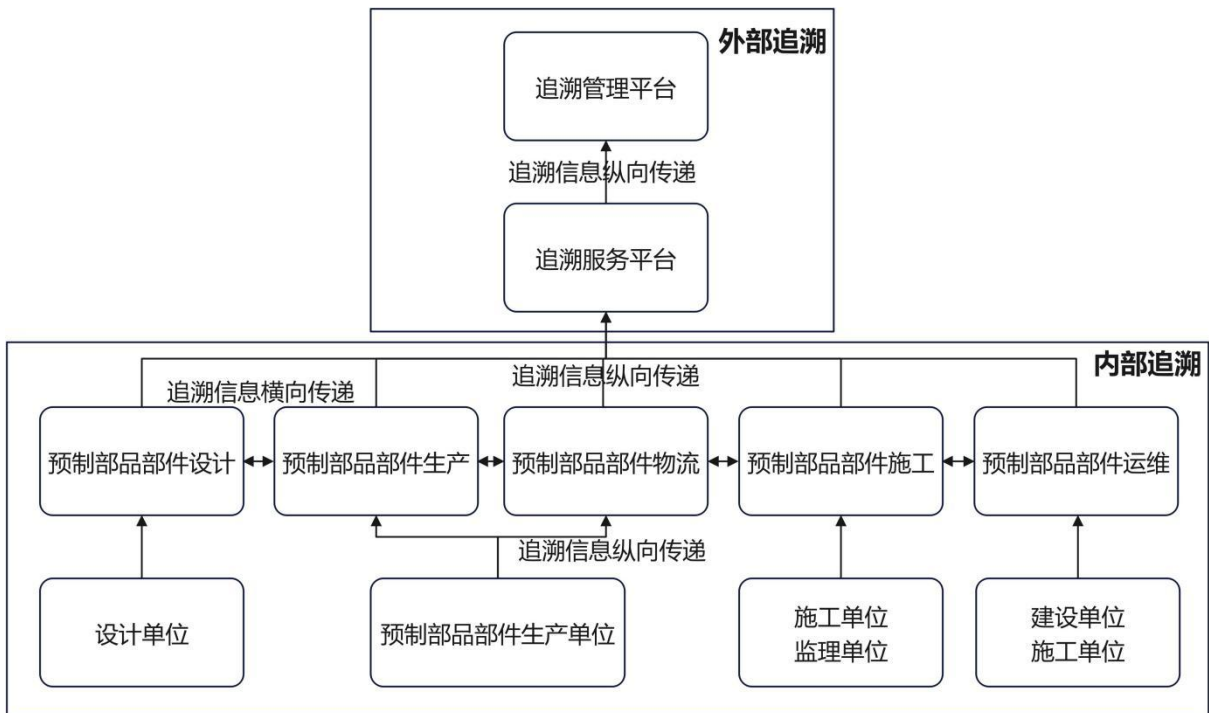 外部追溯
追溯管理平台
追溯信息纵向传递
追溯服务平台
内部追溯
追溯信息横向传递
追溯信息纵向传递
预制部品部件设计
预制部品部件生产
预制部品部件物流
预制部品部件施工
预制部品部件运维
追溯信息纵向传递
设计单位
预制部品部件生产单位
施工单位
监理单位
建设单位
施工单位